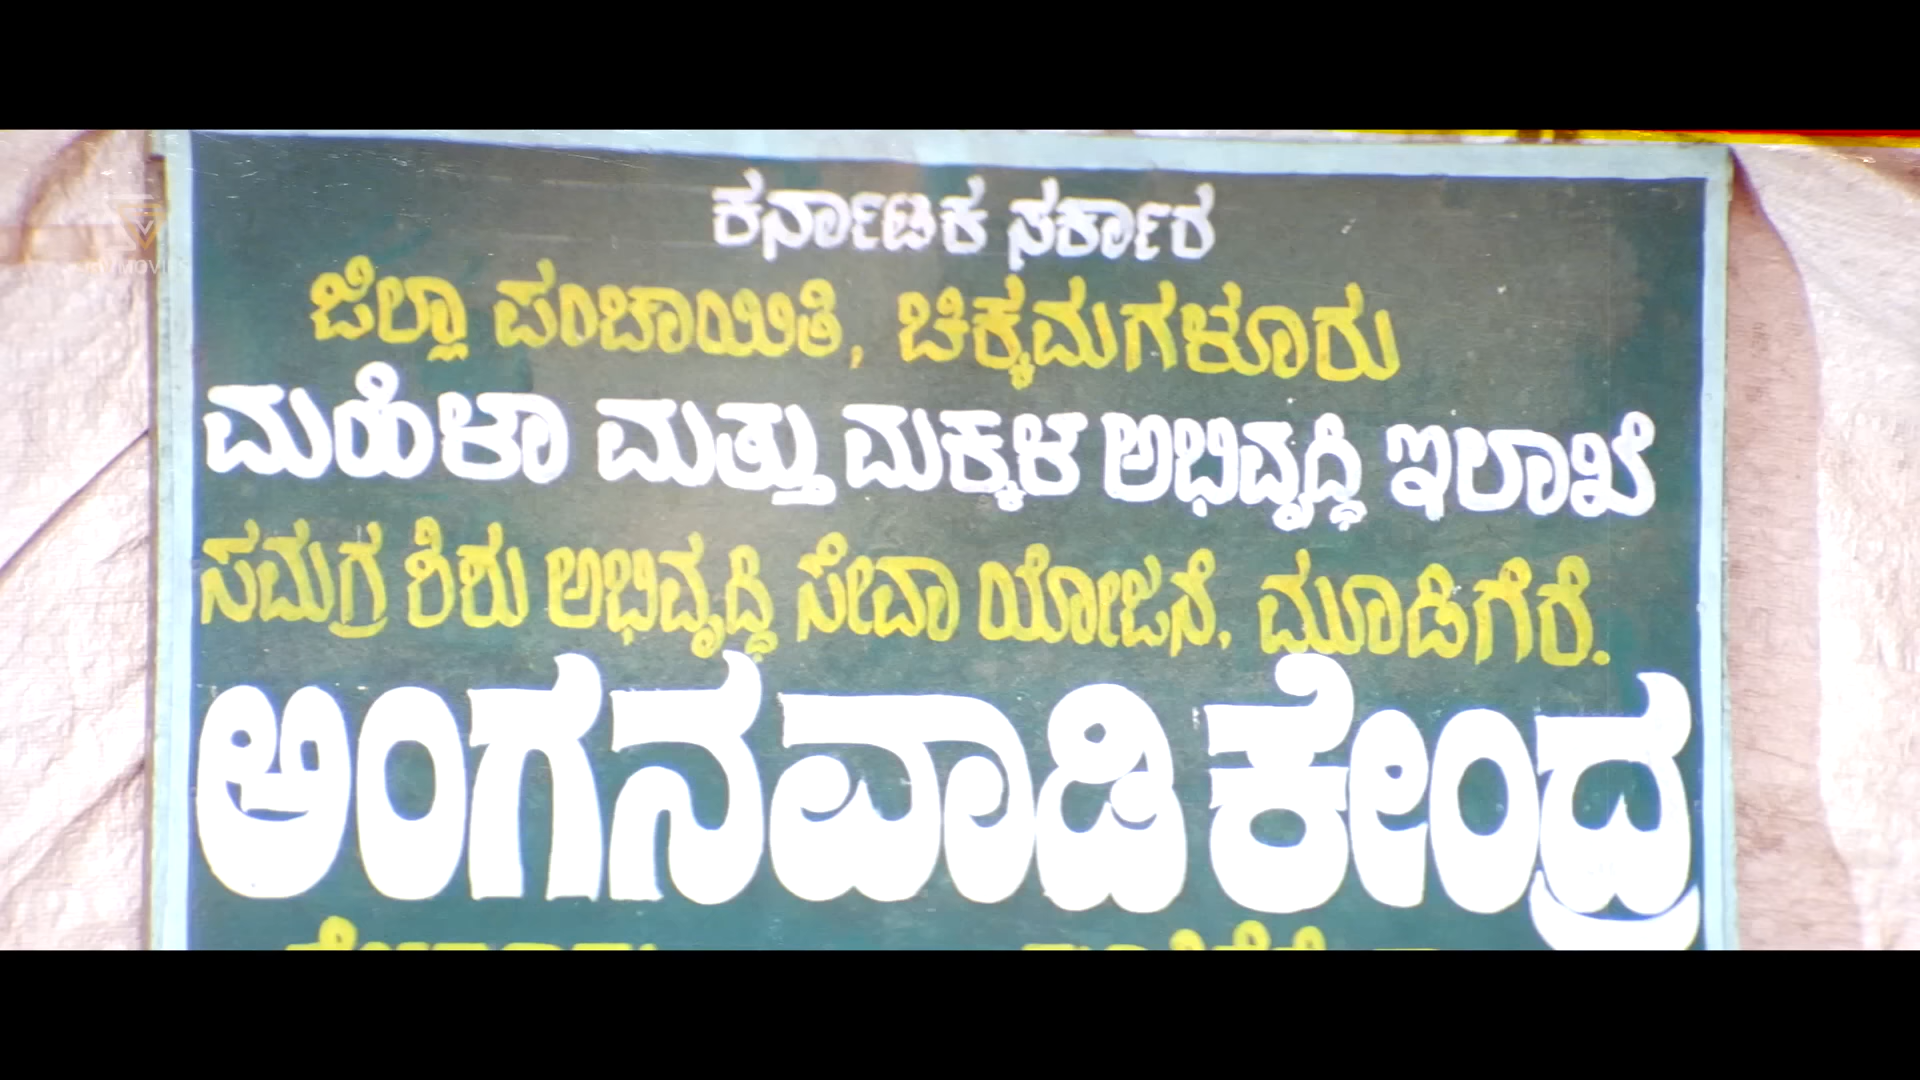 ಕರ್ನಾಟಕ ಸರ್ಕಾರ
ಜಿಲ್ಲಾ ಪಂಚಾಯಿತಿ, ಚಿಕ್ಕಮಗಳೂರು
ಮಹಿಳಾ ಮತ್ತು ಮಕ್ಕಳ ಅಭಿವೃದ್ಧಿ ಇಲಾಖೆ
ಸಮಗ್ರ ಶಿಶು ಅಭಿವೃದ್ಧಿ ಸೇವಾ ಯೋಜನೆ, ಮೂಡಿಗೆರೆ.
ಅಂಗನವಾಡಿ ಕೇಂದ್ರ